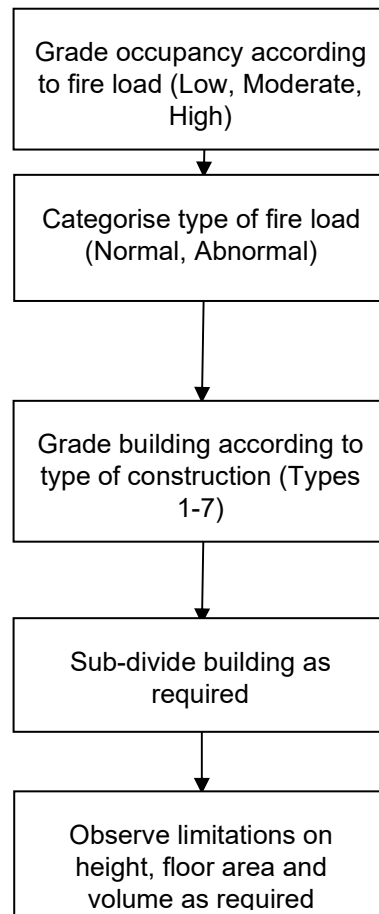 Grade occupancy according
to fire load (Low, Moderate,
High)
Categorise type of fire load
(Normal, Abnormal)
Grade building according to
type of construction (Types
1-7)
Sub-divide building as
required
Observe limitations on
height, floor area and
volume as required